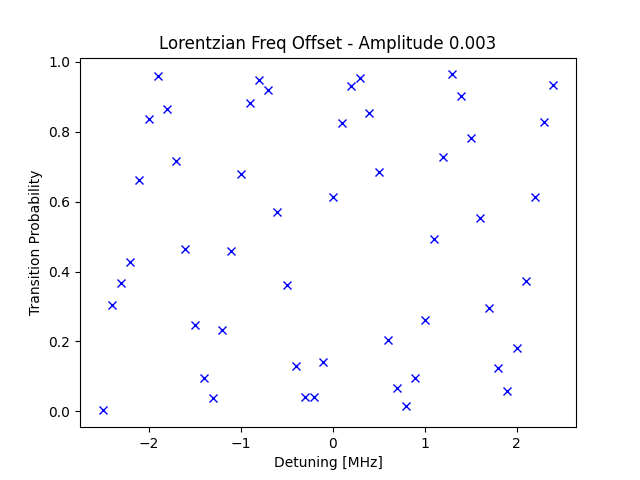 Lorentzian Freq Offset - Amplitude 0.003
1.0
0.8
0.6
0.4
0.2
0.0
Transition Probability
−2 −1 0 1 2
Detuning [MHz]